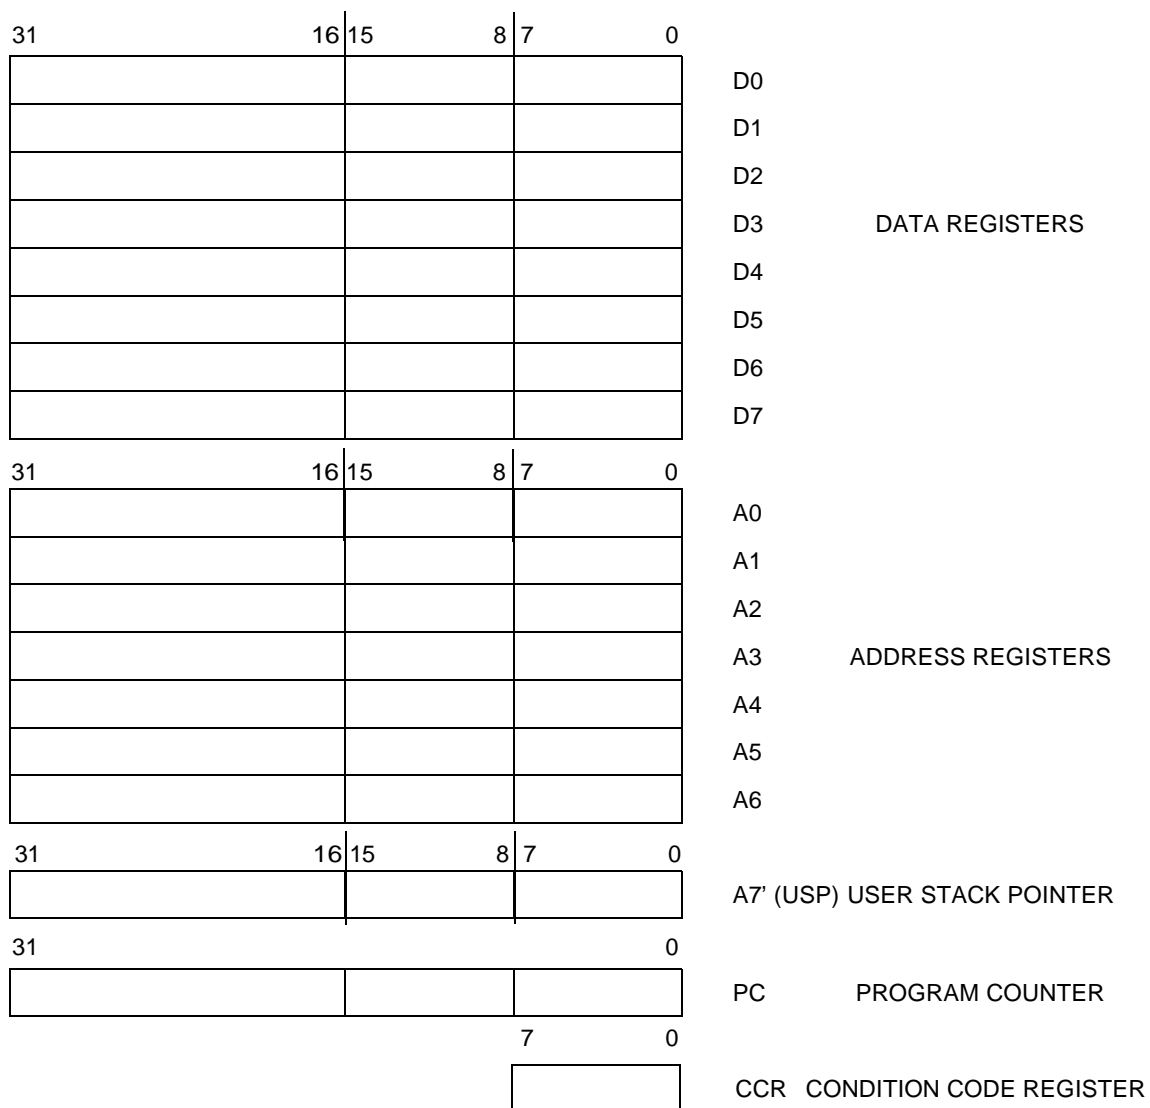 31 16 15 8 7 0
D0
D1
D2
D3 DATA REGISTERS
D4
D5
D6
D7
31 16 15 8 7 0
A0
A1
A2
A3 ADDRESS REGISTERS
A4
A5
A6
31 16 15 8 7 0
A7’ (USP) USER STACK POINTER
31 0
PC PROGRAM COUNTER
7 0
CCR CONDITION CODE REGISTER